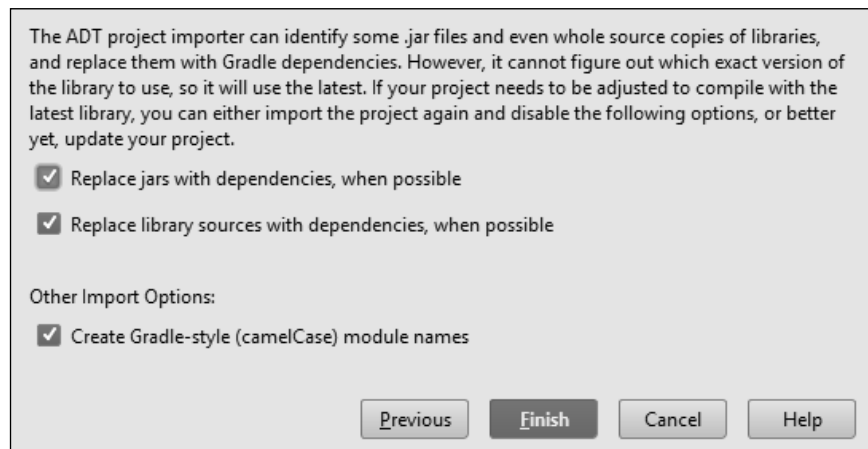 The ADT project importer can identify some .jar files and even whole source copies of libraries,
and replace them with Gradle dependencies. However, it cannot figure out which exact version of
the library to use, so it will use the latest. If your project needs to be adjusted to compile with the
latest library, you can either import the project again and disable the following options, or better
yet, update your project.
Replace jars with dependencies, when possible
Replace library sources with dependencies, when possible
Other Import Options:
Create Gradle-style (camelCase) module names
Previous Finish Cancel Help